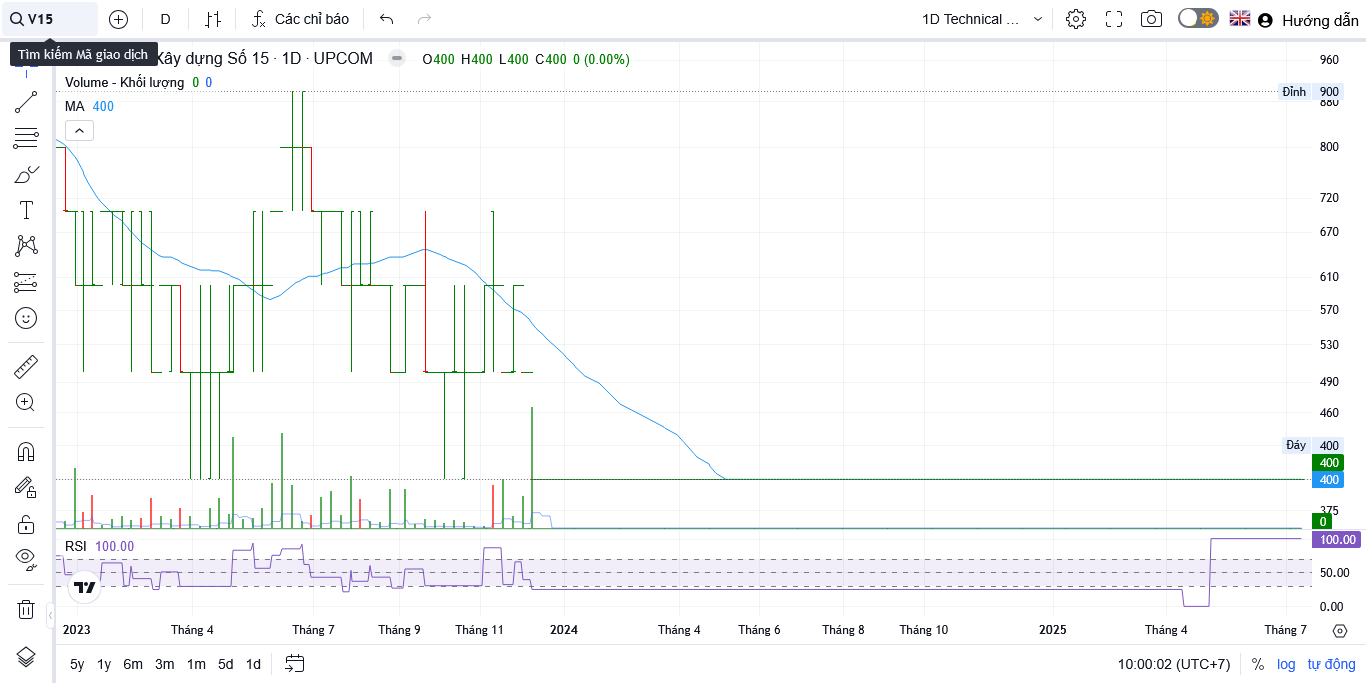 V15
D
Các chỉ báo
1D Technical ...
Hướng dẫn
Tìm kiếm Mã giao dịch
Xây dựng Số 15 · 1D · UPCOM
O400 H400 L400 C400 0 (0.00%)
Volume - Khối lượng 0 0
MA 400
960
Đỉnh 900
880
800
720
670
610
570
530
490
460
Đáy 400
400
400
375
0
RSI 100.00
100.00
50.00
0.00
2023 Tháng 4 Tháng 7 Tháng 9 Tháng 11 2024 Tháng 4 Tháng 6 Tháng 8 Tháng 10 2025 Tháng 4 Tháng 7
5y 1y 6m 3m 1m 5d 1d
10:00:02 (UTC+7) % log tự động